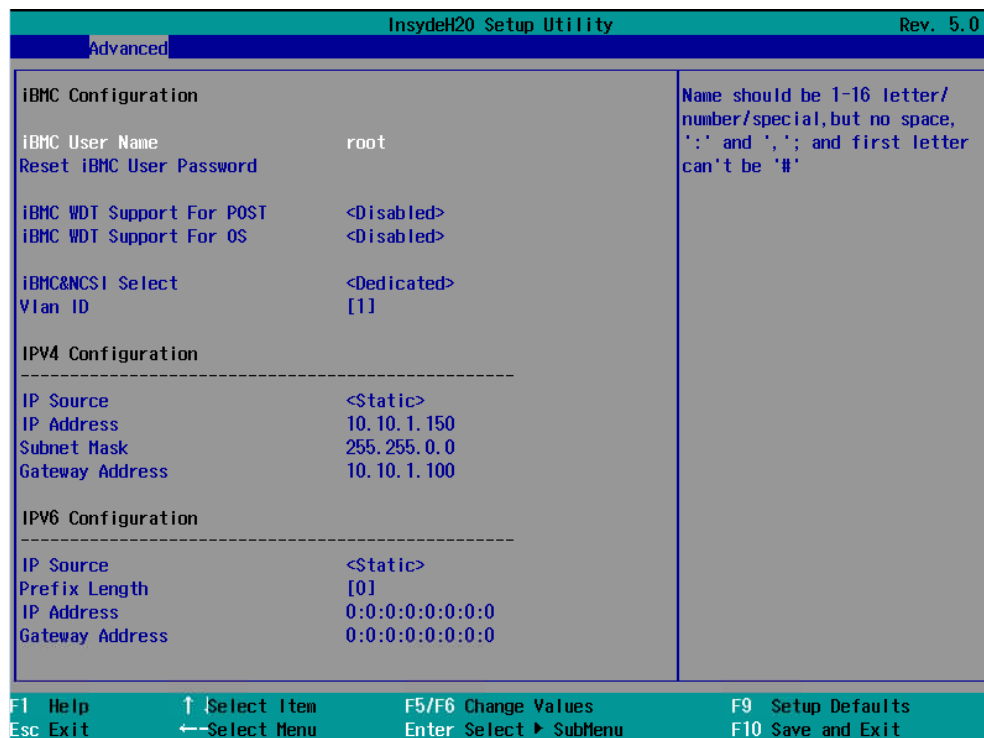 InsydeH20 Setup Utility Rev. 5.0
Advanced
iBMC Configuration
iBMC User Name root
Reset iBMC User Password
iBMC WDT Support For POST <Disabled>
iBMC WDT Support For OS <Disabled>
iBMC&NCSI Select <Dedicated>
Vlan ID [1]
IPV4 Configuration
--------------------------------------------------
IP Source <Static>
IP Address 10.10.1.150
Subnet Mask 255.255.0.0
Gateway Address 10.10.1.100
IPV6 Configuration
--------------------------------------------------
IP Source <Static>
Prefix Length [0]
IP Address 0:0:0:0:0:0:0:0
Gateway Address 0:0:0:0:0:0:0:0
Name should be 1-16 letter/
number/special,but no space,
':' and ','; and first letter
can't be '#'
F1 Help ↑ ↓Select Item F5/F6 Change Values F9 Setup Defaults
Esc Exit ←→Select Menu Enter Select ▶ SubMenu F10 Save and Exit